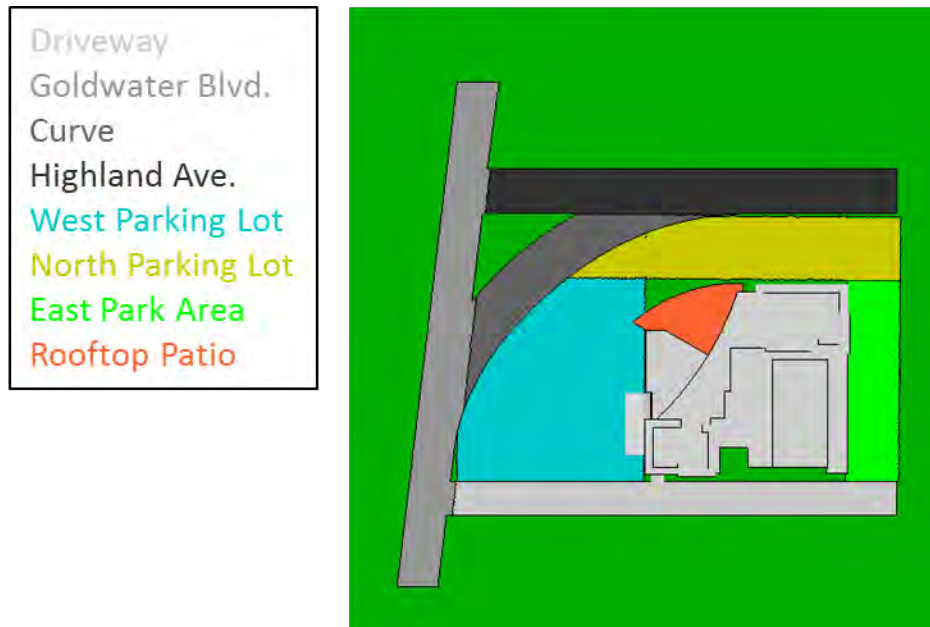 Driveway
Goldwater Blvd.
Curve
Highland Ave.
West Parking Lot
North Parking Lot
East Park Area
Rooftop Patio